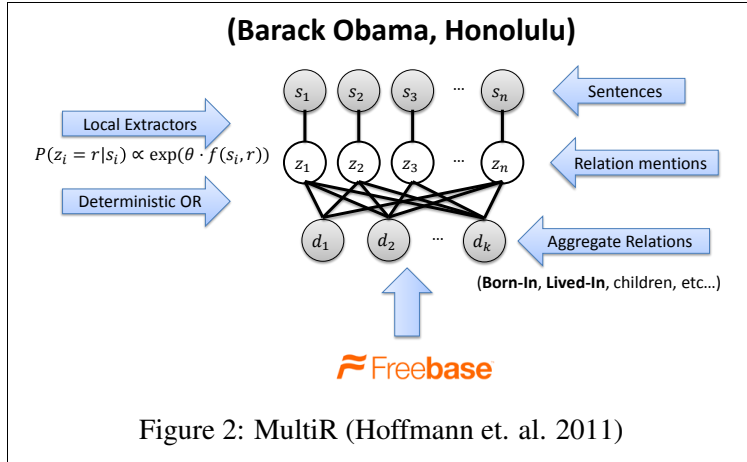 (Barack Obama, Honolulu)
s₁ s₂ s₃ ... sₙ
Sentences
Local Extractors
P(zᵢ = r|sᵢ) ∝ exp(θ · f(sᵢ, r))
z₁ z₂ z₃ ... zₙ
Relation mentions
Deterministic OR
d₁ d₂ ... dₖ
Aggregate Relations
(Born-In, Lived-In, children, etc...)
Freebase
Figure 2: MultiR (Hoffmann et. al. 2011)